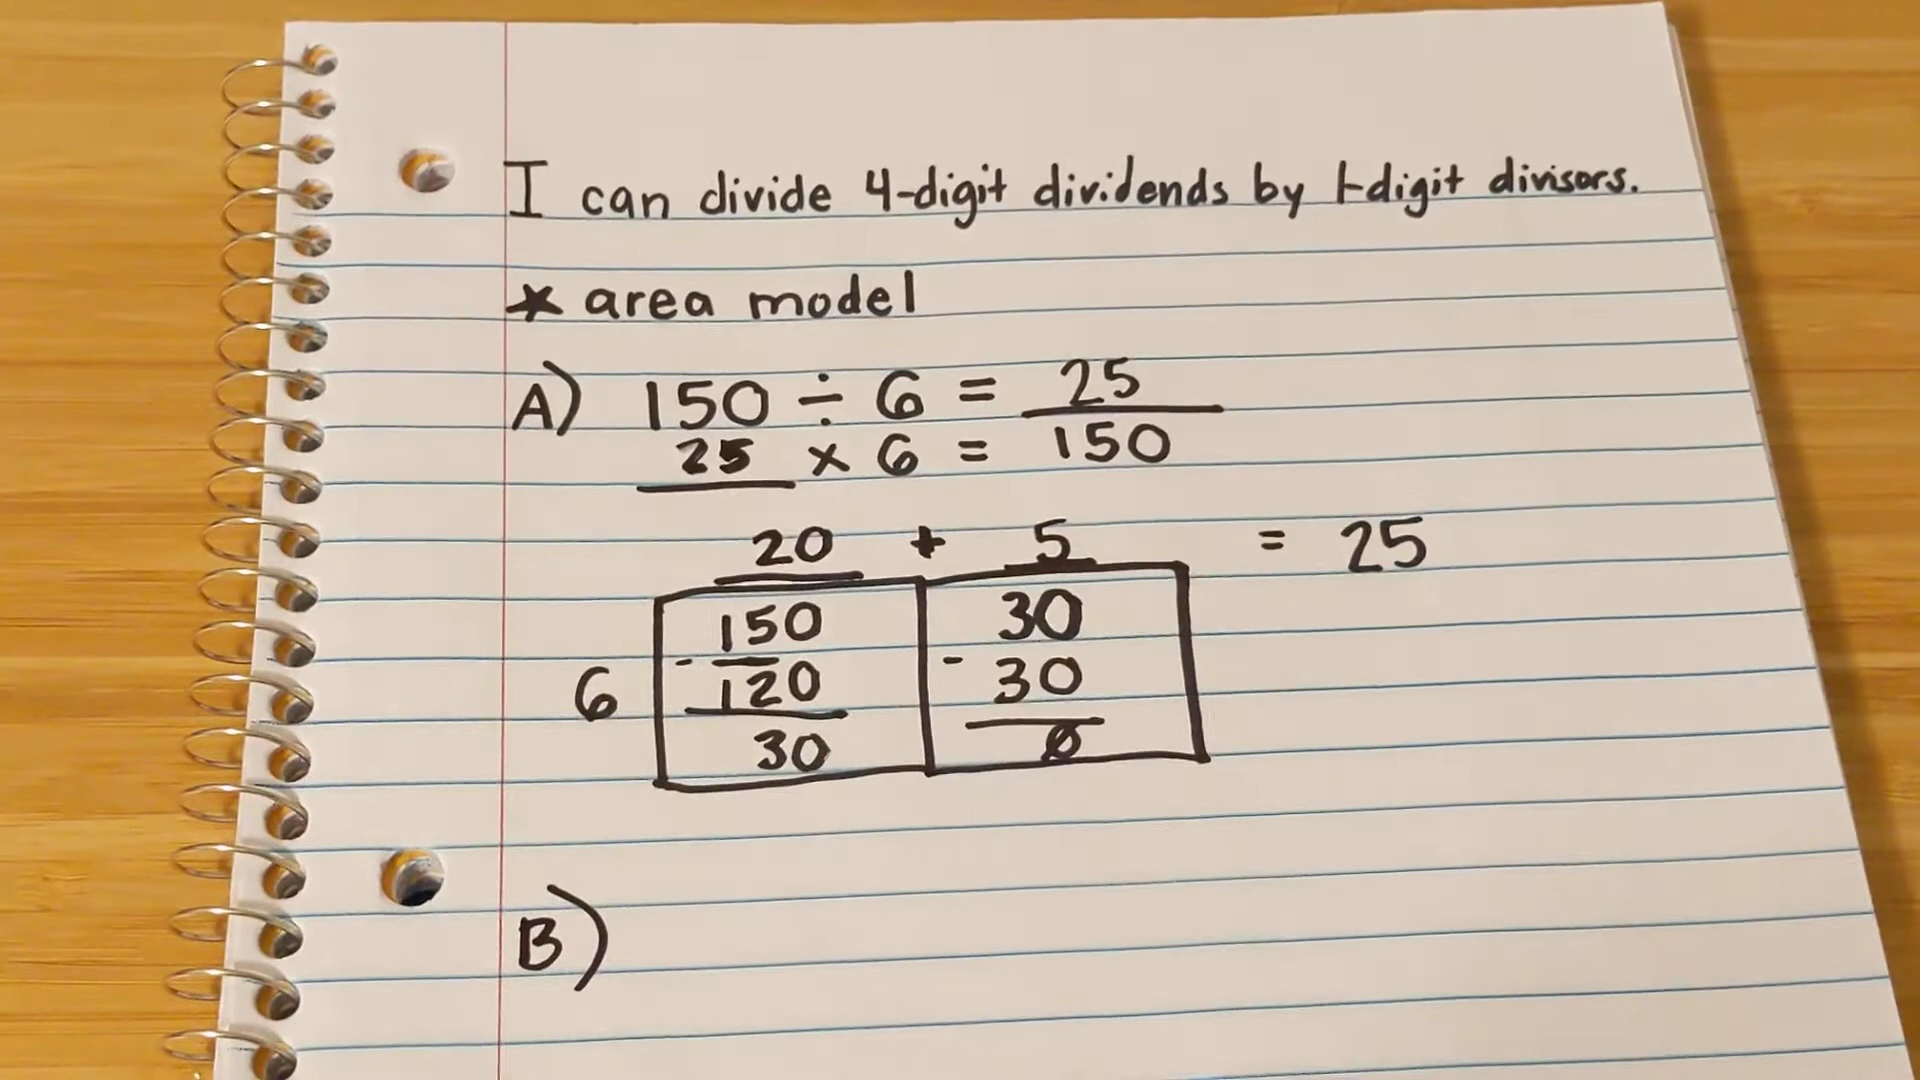 I can divide 4-digit dividends by 1-digit divisors.
* area model
A) 150 ÷ 6 = 25
25 × 6 = 150
20 + 5 = 25
150 30
6 - 120 - 30
30 0
B)